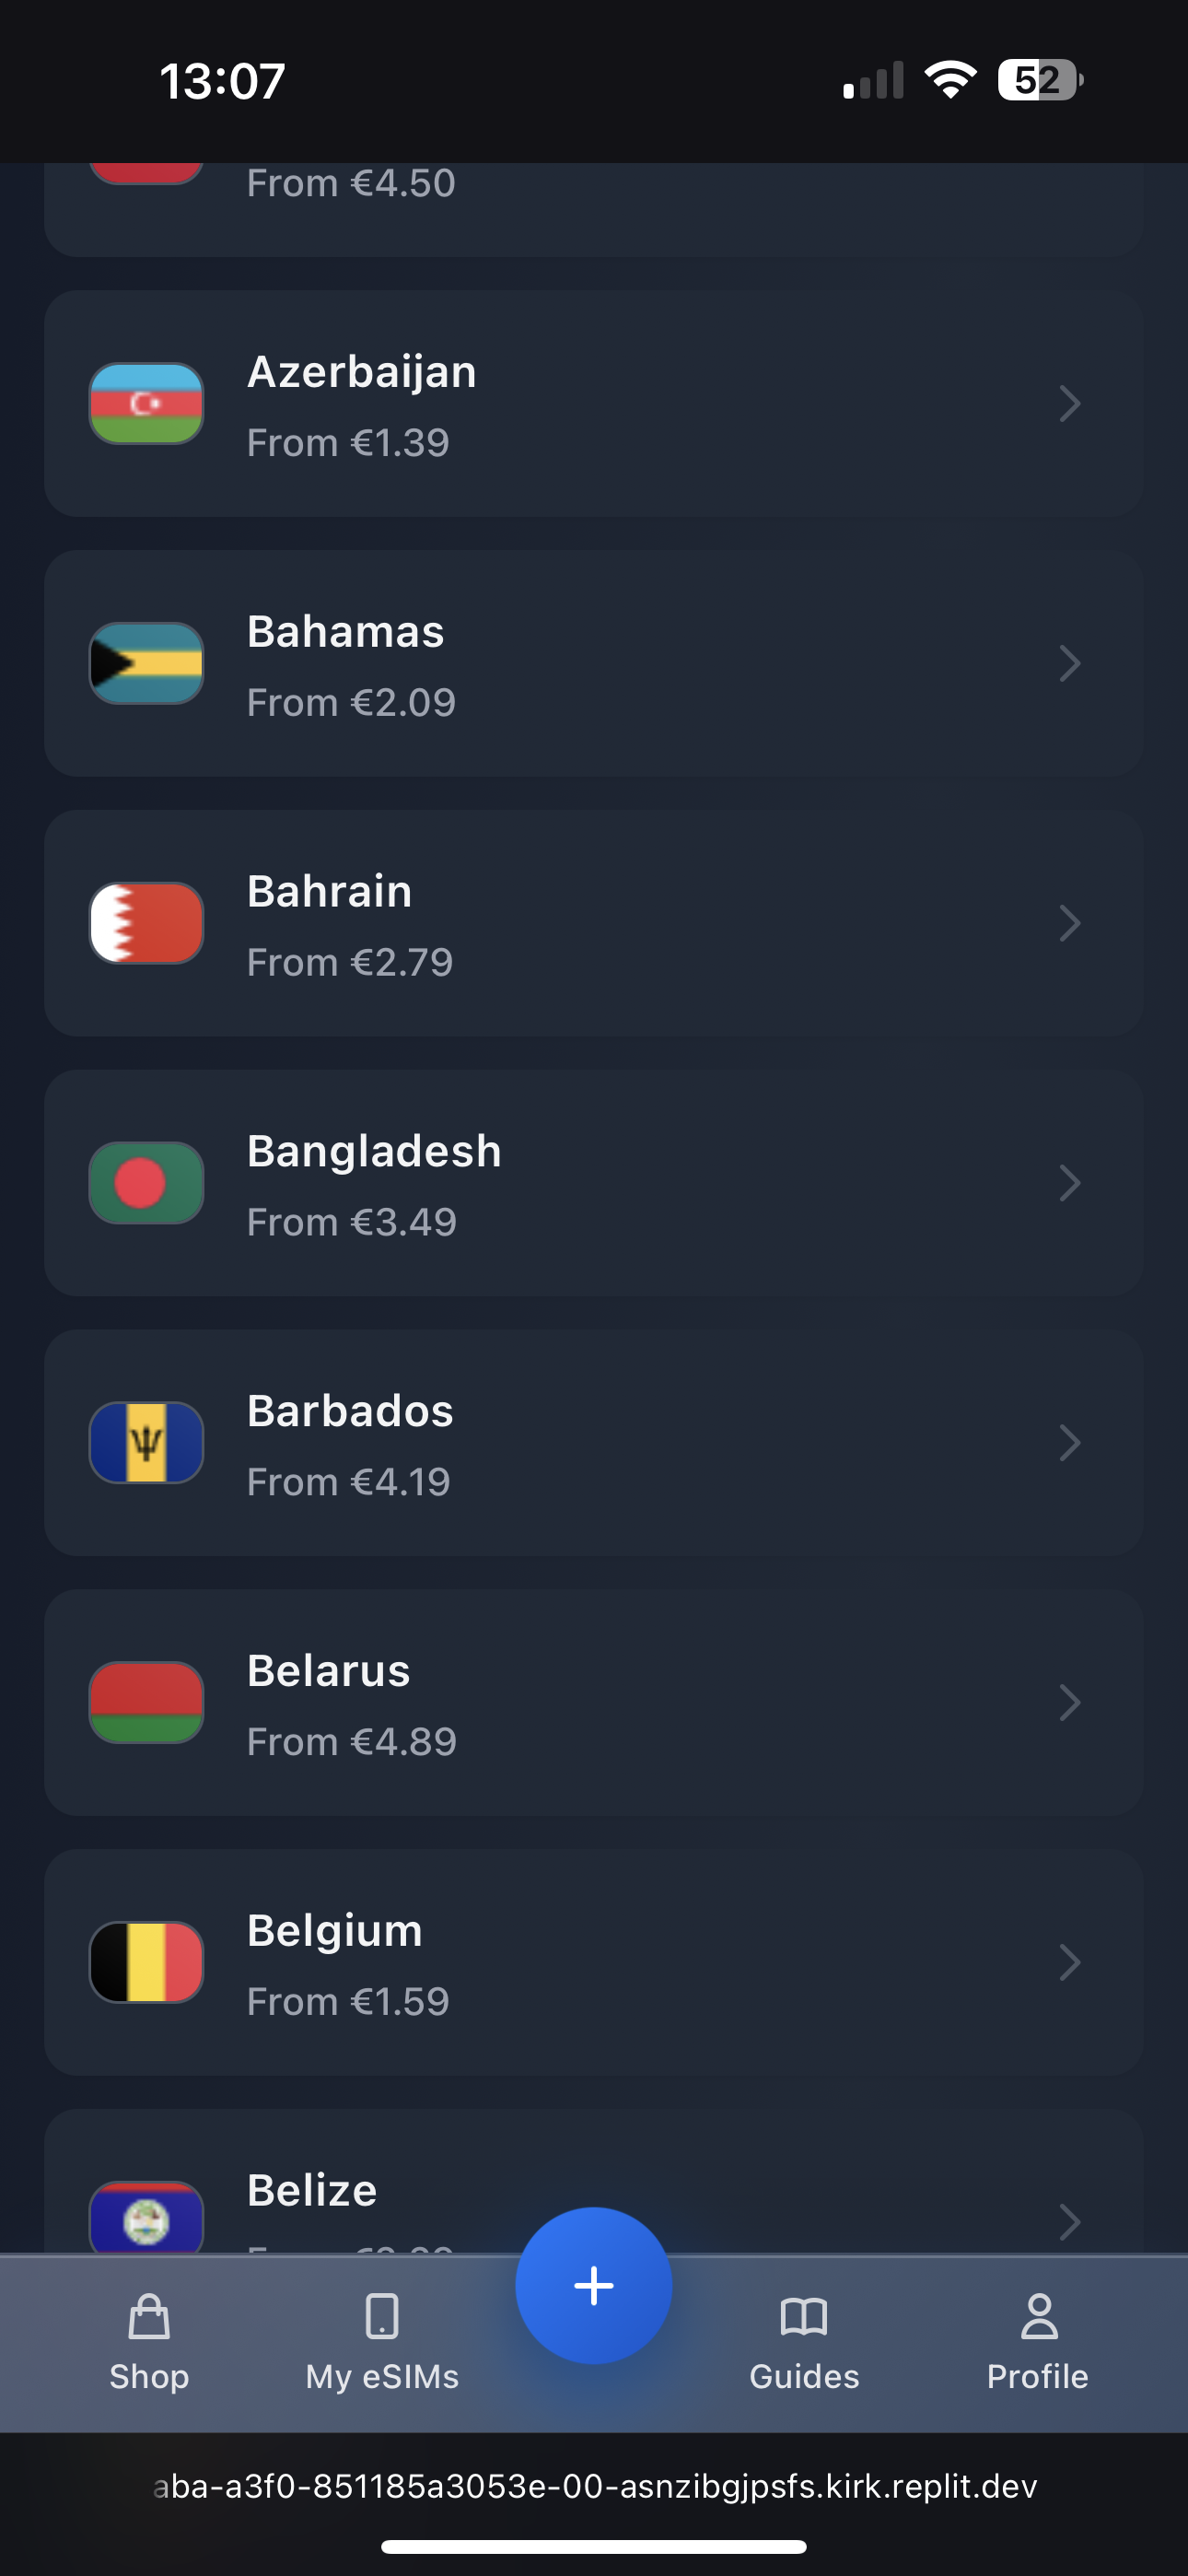 13:07
52
From €4.50
Azerbaijan
From €1.39
Bahamas
From €2.09
Bahrain
From €2.79
Bangladesh
From €3.49
Barbados
From €4.19
Belarus
From €4.89
Belgium
From €1.59
Belize
Shop
My eSIMs
Guides
Profile
aba-a3f0-851185a3053e-00-asnzibgjpsfs.kirk.replit.dev